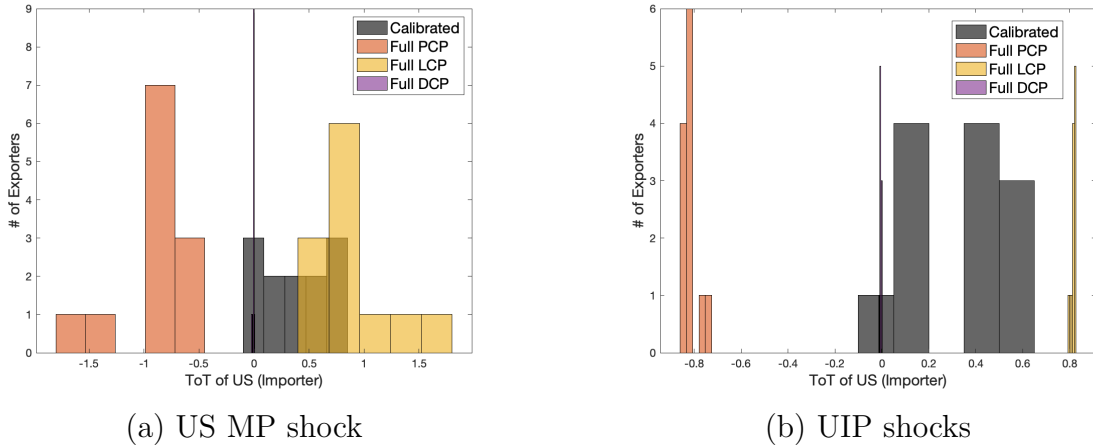 9
8
7
6
5
4
3
2
1
0
# of Exporters
Calibrated
Full PCP
Full LCP
Full DCP
-1.5 -1 -0.5 0 0.5 1 1.5
ToT of US (Importer)
(a) US MP shock
6
5
4
3
2
1
0
# of Exporters
Calibrated
Full PCP
Full LCP
Full DCP
-0.8 -0.6 -0.4 -0.2 0 0.2 0.4 0.6 0.8
ToT of US (Importer)
(b) UIP shocks